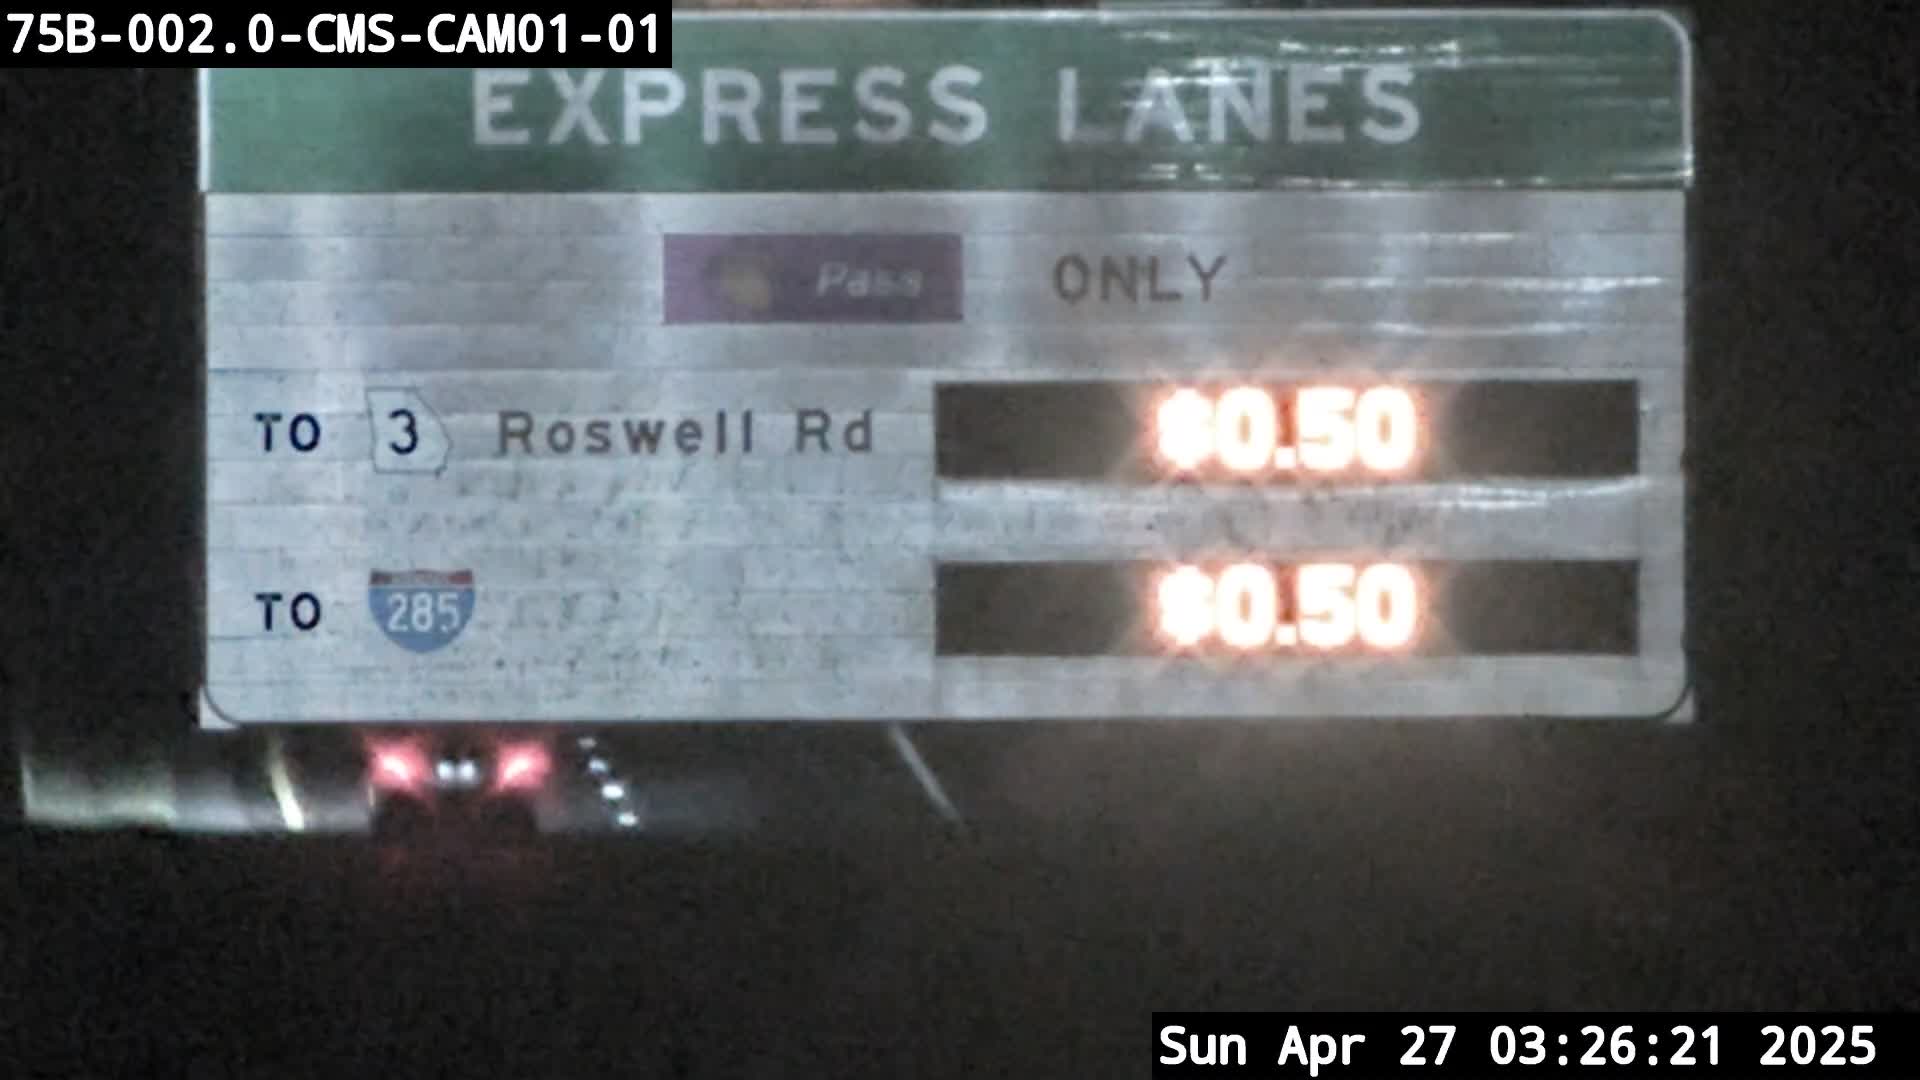 75B-002.0-CMS-CAM01-01
EXPRESS LANES
Pass ONLY
TO 3 Roswell Rd $0.50
TO 285 $0.50
Sun Apr 27 03:26:21 2025